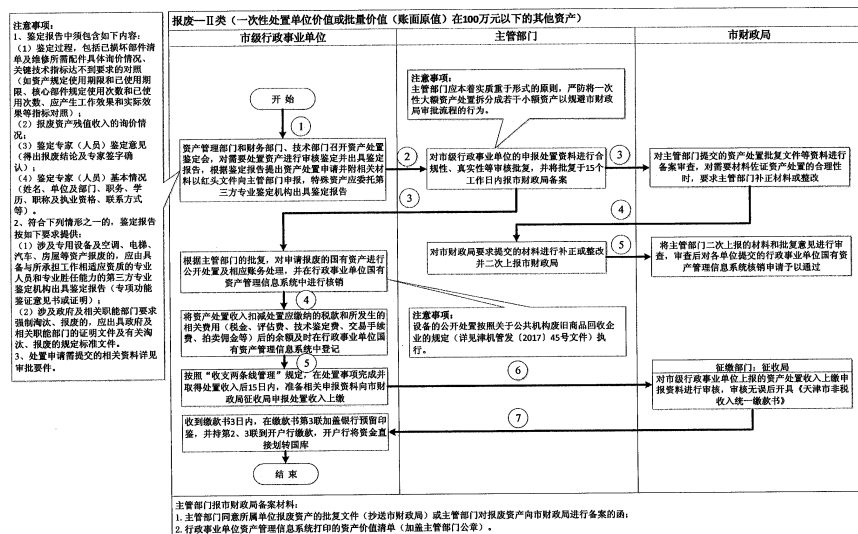 注意事项：
1、鉴定报告中须包含如下内容：
（1）鉴定过程，包括已损坏部件清
单及维修所需配件具体询价情况、
关键技术指标达不到要求的对照
（如资产规定使用期限和已使用期
限、核心部件规定使用次数和已使
用次数、应产生工作效果和实际效
果等指标对照）；
（2）报废资产残值收入的询价情
况；
（3）鉴定专家（人员）鉴定意见
（得出报废结论及专家签字确
认）；
（4）鉴定专家（人员）基本情况
（姓名、单位及部门、职务、学
历、职称及执业资格、联系方式
等）。
2、符合下列情形之一的，鉴定报告
按如下要求提供：
（1）涉及专用设备及空调、电梯、
汽车、房屋等资产报废的，应出具
备与所承担工作相适应资质的专业
人员和专业胜任能力的第三方专业
鉴定机构出具鉴定报告（专项功能
鉴证意见书或证明）；
（2）涉及政府及相关职能部门要求
强制淘汰、报废的，应出具政府及
相关职能部门的证明文件及有关淘
汰、报废的规定标准文件。
3、处置申请需提交的相关资料详见
审批要件。
报废—II类（一次性处置单位价值或批量价值（账面原值）在100万元以下的其他资产）
市级行政事业单位
主管部门
市财政局
开 始
①
注意事项：
主管部门应本着实质重于形式的原则，严防将一次
性大额资产处置拆分成若干小额资产以规避市财政
局审批流程的行为。
资产管理部门和财务部门、技术部门召开资产处置
鉴定会，对需要处置资产进行审核鉴定并出具鉴定
报告，根据鉴定报告提出资产处置申请并附相关材
料以红头文件向主管部门申报，特殊资产应委托第
三方专业鉴定机构出具鉴定报告
②
对市级行政事业单位的申报处置资料进行合
规性、真实性等审核批复，并将批复于15个
工作日内报市财政局备案
③
对主管部门提交的资产处置批复文件等资料进行
备案审查，对需要材料佐证资产处置的合理性
时，要求主管部门补正材料或整改
③
④
根据主管部门的批复，对申请报废的国有资产进行
公开处置及相应账务处理，并在行政事业单位国有
资产管理信息系统中进行核销
对市财政局要求提交的材料进行补正或整改
并二次上报市财政局
⑤
将主管部门二次上报的材料和批复意见进行审
查，审查后对各单位提交的行政事业单位国有资
产管理信息系统核销申请予以通过
④
将资产处置收入扣减处置应缴纳的税款和所发生的
相关费用（税金、评估费、技术鉴定费、交易手续
费、拍卖佣金等）后的余额及时在行政事业单位国
有资产管理信息系统中登记
注意事项：
设备的公开处置按照关于公共机构废旧商品回收企
业的规定（详见津机管发〔2017〕45号文件）执
行。
⑤
按照“收支两条线管理”规定，在处置事项完成并
取得处置收入后15日内，准备相关申报资料向市财
政局征收局申报处置收入上缴
⑥
征缴部门：征收局
对市级行政事业单位上报的资产处置收入上缴申
报资料进行审核，审核无误后开具《天津市非税
收入统一缴款书》
⑦
收到缴款书3日内，在缴款书第3联加盖银行预留印
鉴，并持第2、3联到开户行缴款，开户行将资金直
接划转国库
结 束
主管部门报市财政局备案材料：
1. 主管部门同意所属单位报废资产的批复文件（抄送市财政局）或主管部门对报废资产向市财政局进行备案的函；
2. 行政事业单位资产管理信息系统打印的资产价值清单（加盖主管部门公章）。